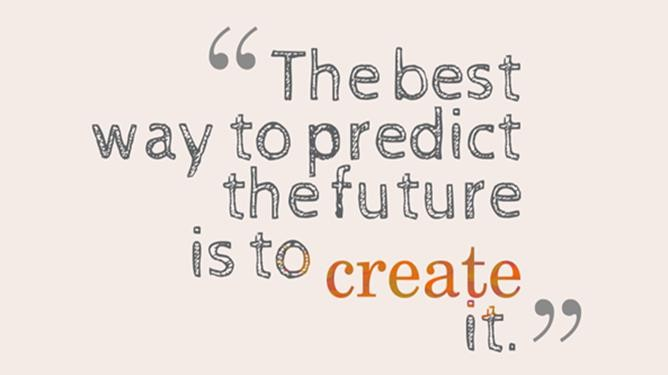 “The best
way to predict
the future
is to create
it.”